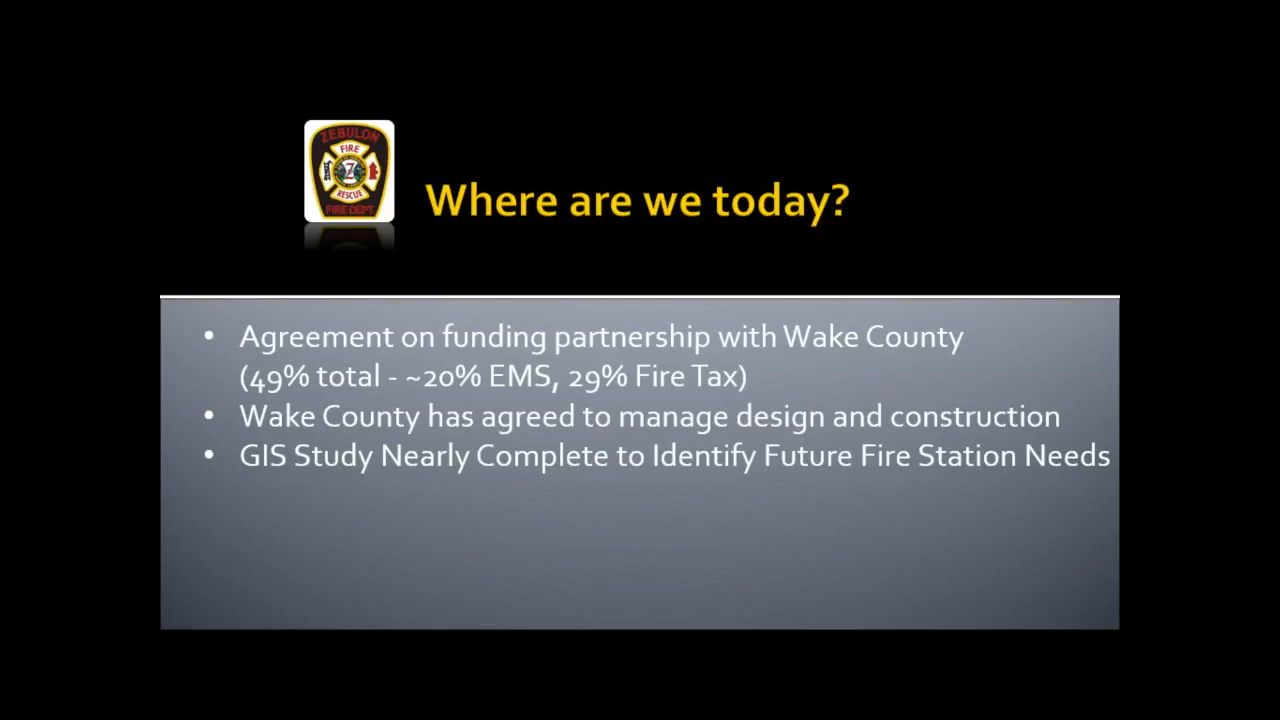 ZEBULON
FIRE
Z
RESCUE
FIRE DEPT.
Where are we today?
• Agreement on funding partnership with Wake County
(49% total - ~20% EMS, 29% Fire Tax)
• Wake County has agreed to manage design and construction
• GIS Study Nearly Complete to Identify Future Fire Station Needs